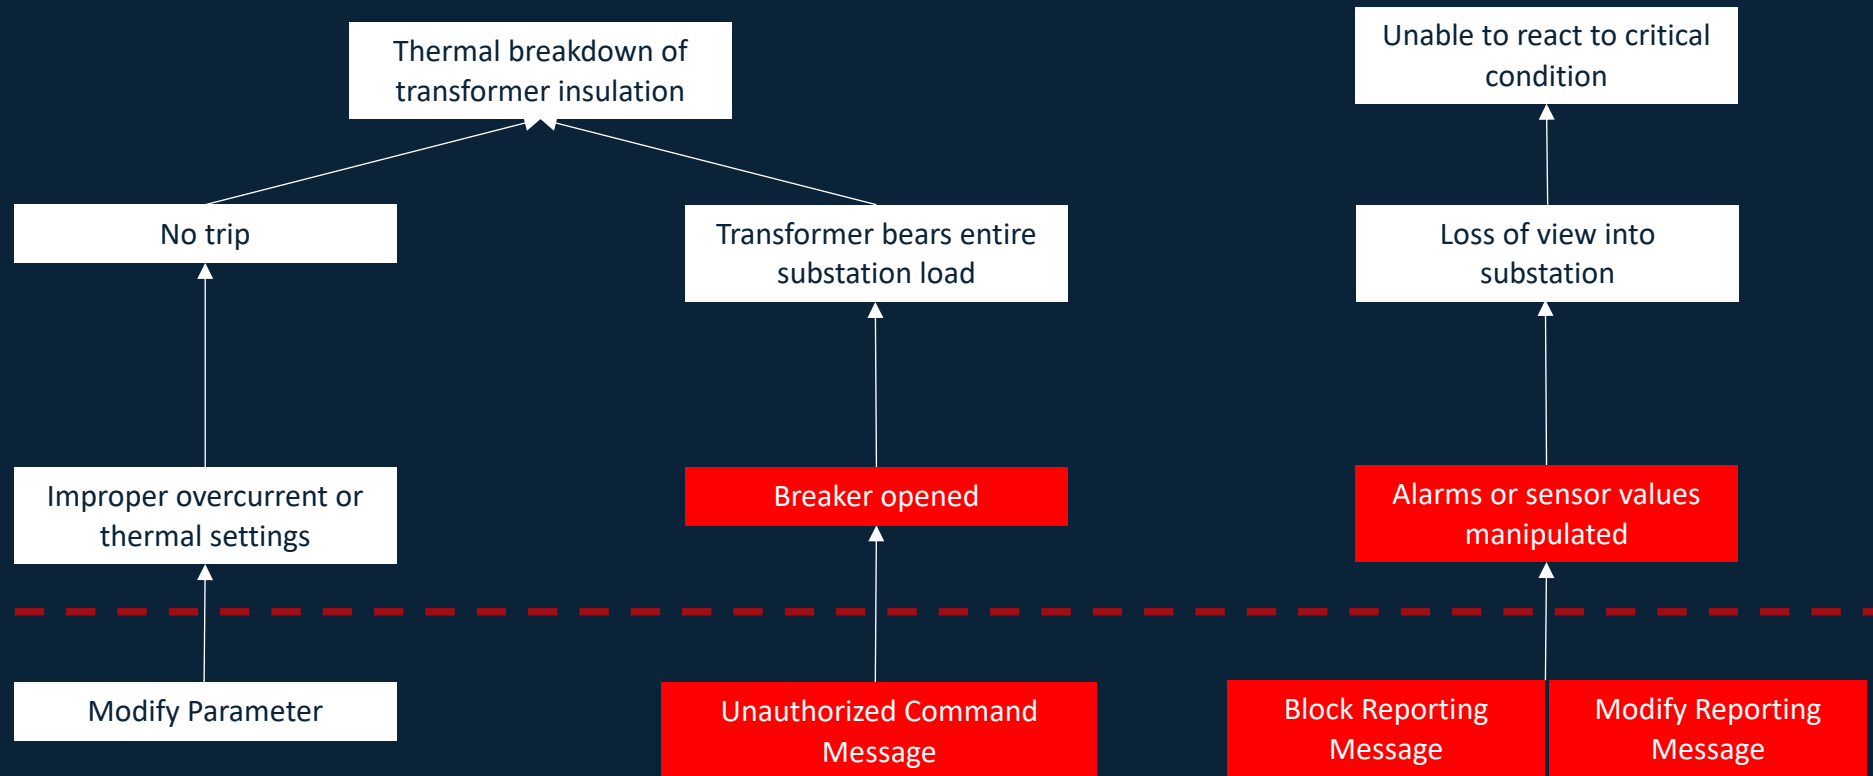 Thermal breakdown of
transformer insulation
Unable to react to critical
condition
No trip
Transformer bears entire
substation load
Loss of view into
substation
Improper overcurrent or
thermal settings
Breaker opened
Alarms or sensor values
manipulated
Modify Parameter
Unauthorized Command
Message
Block Reporting
Message
Modify Reporting
Message